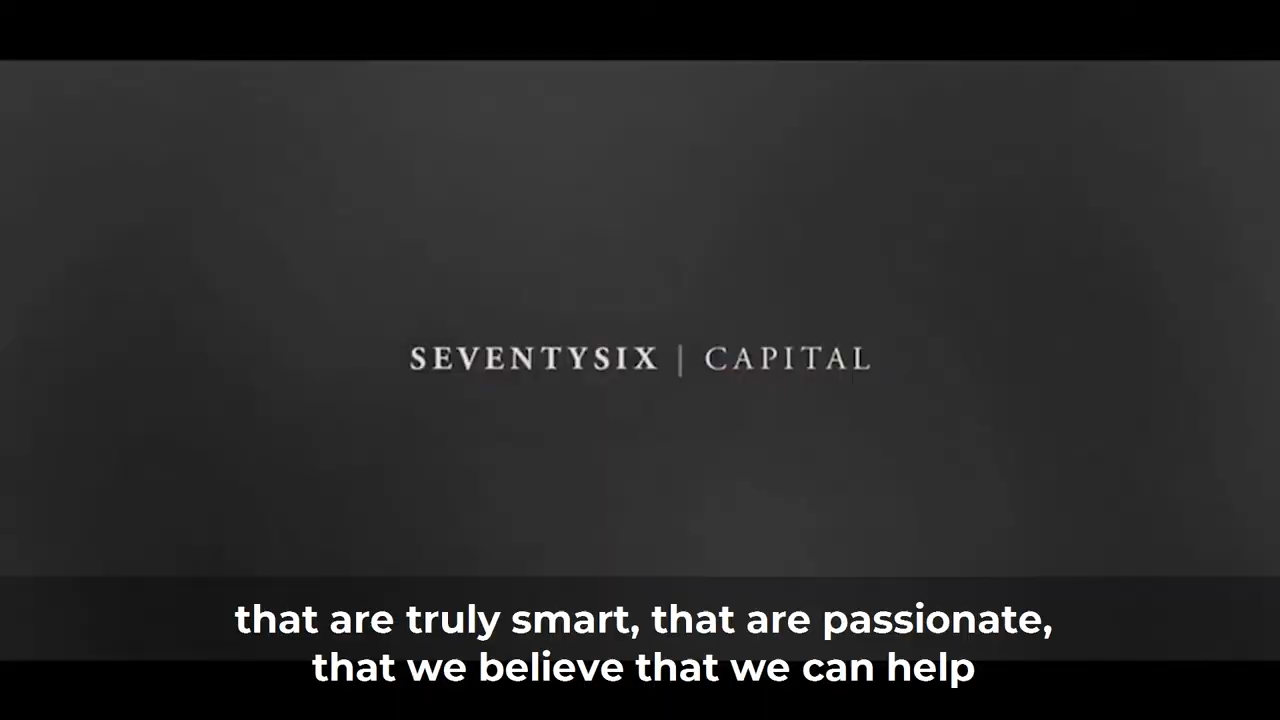 SEVENTYSIX | CAPITAL
that are truly smart, that are passionate,
that we believe that we can help